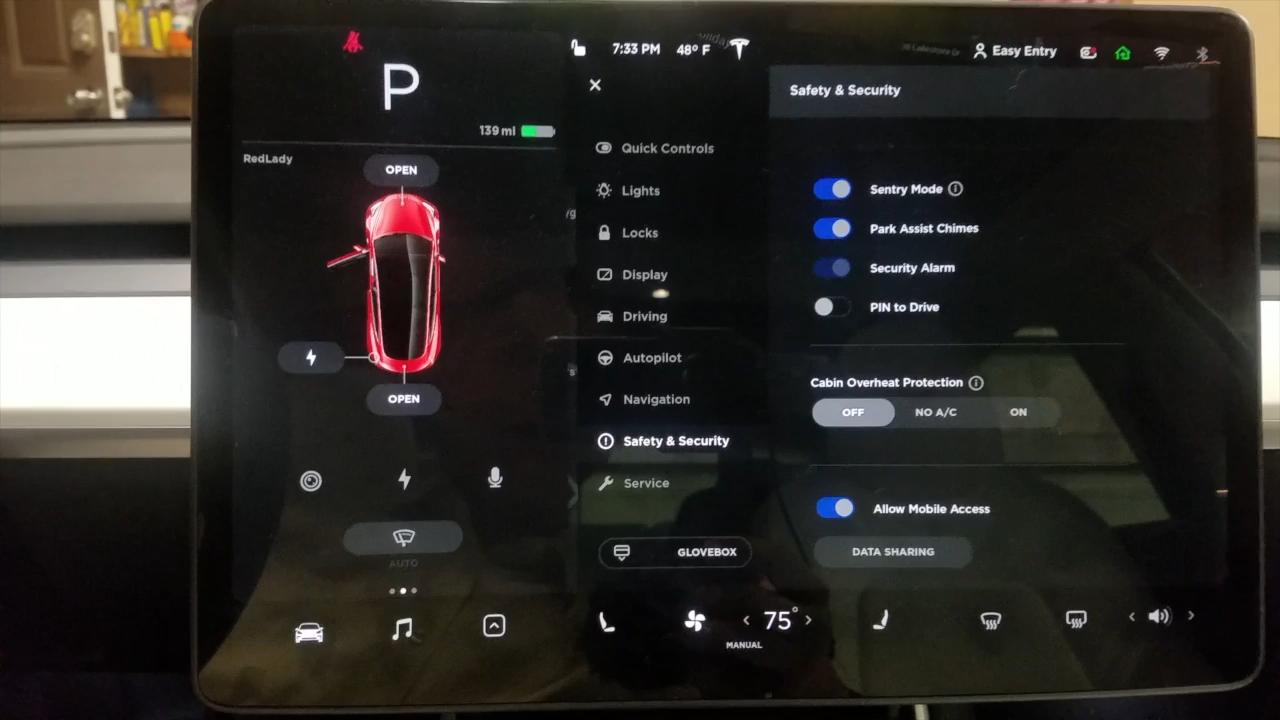 P
139 mi
RedLady
OPEN
OPEN
AUTO
7:33 PM 48° F
Easy Entry
Safety & Security
Quick Controls
Lights
Locks
Display
Driving
Autopilot
Navigation
Safety & Security
Service
GLOVEBOX
Sentry Mode
Park Assist Chimes
Security Alarm
PIN to Drive
Cabin Overheat Protection
OFF NO A/C ON
Allow Mobile Access
DATA SHARING
< 75° >
MANUAL